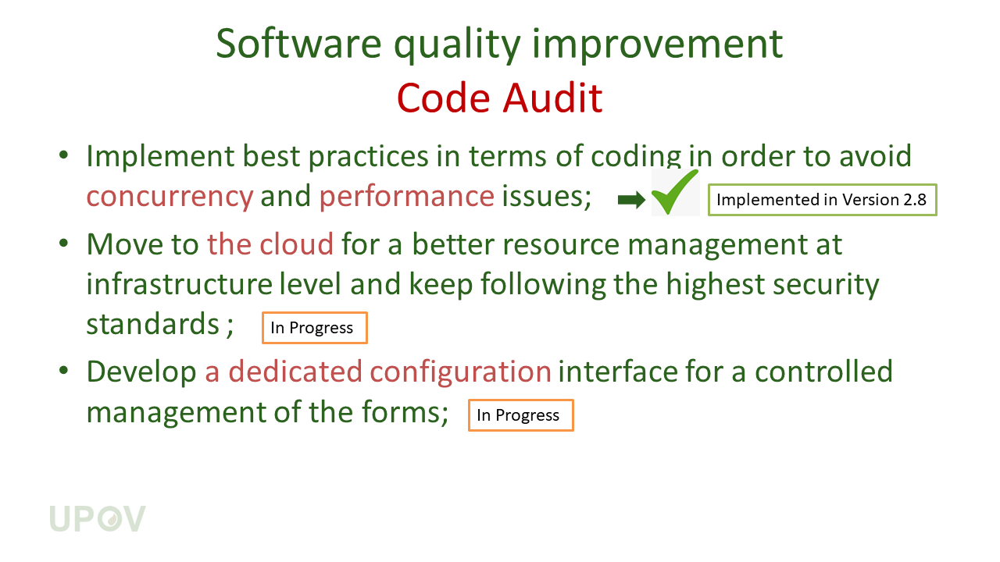 Software quality improvement
Code Audit
• Implement best practices in terms of coding in order to avoid
concurrency and performance issues; Implemented in Version 2.8
• Move to the cloud for a better resource management at
infrastructure level and keep following the highest security
standards ; In Progress
• Develop a dedicated configuration interface for a controlled
management of the forms; In Progress
UPOV